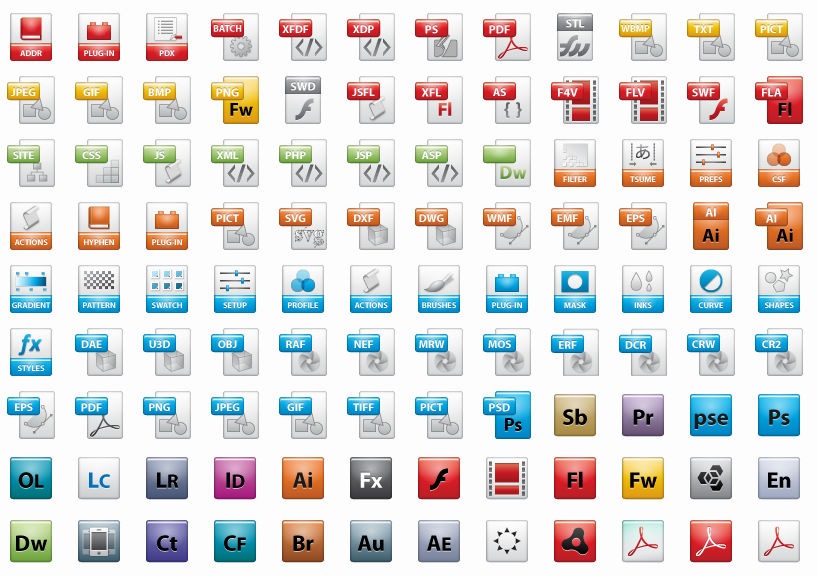 ADDR PLUG-IN PDX BATCH XFDF XDP PS PDF STL WBMP TXT PICT
JPEG GIF BMP PNG Fw SWD JSFL XFL Fl AS { } F4V FLV SWF FLA Fl
SITE CSS JS XML </> PHP </> JSP </> ASP </> Dw FILTER あ TSUME PREFS CSF
ACTIONS HYPHEN PLUG-IN PICT SVG svg DXF DWG WMF EMF EPS AI Ai AI Ai
GRADIENT PATTERN SWATCH SETUP PROFILE ACTIONS BRUSHES PLUG-IN MASK INKS CURVE SHAPES
fx STYLES DAE U3D OBJ RAF NEF MRW MOS ERF DCR CRW CR2
EPS PDF PNG JPEG GIF TIFF PICT PSD Ps Sb Pr pse Ps
OL LC LR ID Ai Fx Fl Fw En
Dw Ct CF Br Au AE